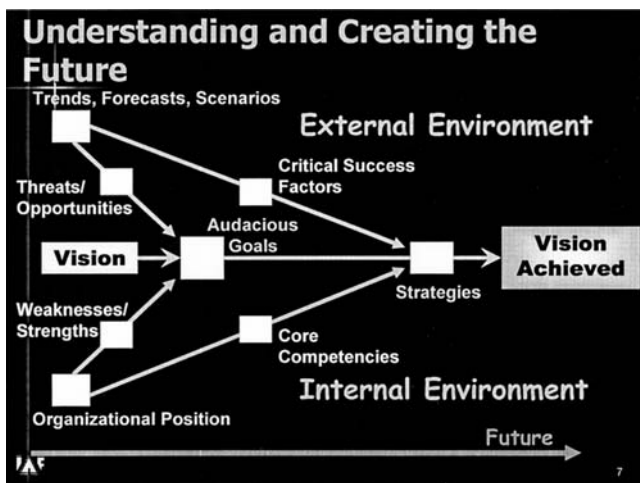 Understanding and Creating the
Future
Trends, Forecasts, Scenarios
External Environment
Critical Success
Factors
Threats/
Opportunities
Audacious
Goals
Vision
Vision
Achieved
Strategies
Weaknesses/
Strengths
Core
Competencies
Internal Environment
Organizational Position
Future
IAF
7